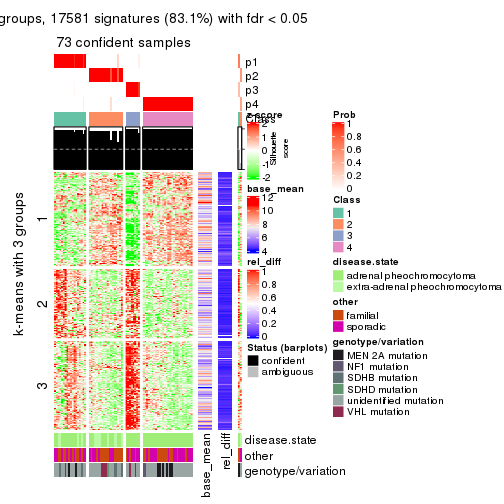 groups, 17581 signatures (83.1%) with fdr < 0.05
73 confident samples
p1
p2
p3
p4
Class
Silhouette
score
k-means with 3 groups
1
2
3
base_mean
rel_diff
disease.state
other
genotype/variation
z-score
2
1
0
-1
-2
base_mean
12
10
8
6
4
rel_diff
1
0.8
0.6
0.4
0.2
0
Status (barplots)
confident
ambiguous
Prob
1
0.8
0.6
0.4
0.2
0
Class
1
2
3
4
disease.state
adrenal pheochromocytoma
extra-adrenal pheochromocytoma
other
familial
sporadic
genotype/variation
MEN 2A mutation
NF1 mutation
SDHB mutation
SDHD mutation
unidentified mutation
VHL mutation